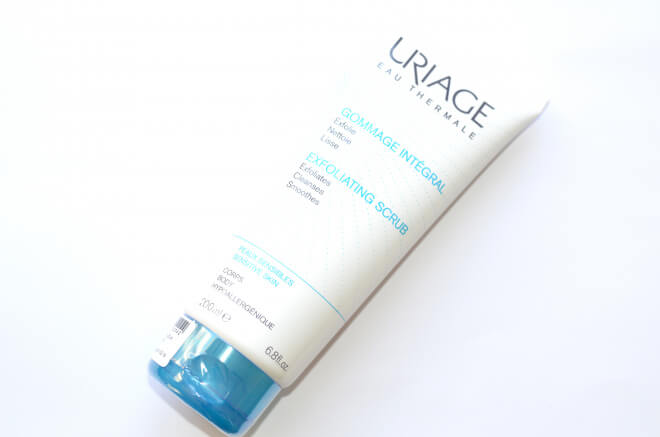 URIAGE
EAU THERMALE
GOMMAGE INTÉGRAL
Exfolie
Nettoie
Lisse
EXFOLIATING SCRUB
Exfoliates
Cleanses
Smoothes
PEAUX SENSIBLES
SENSITIVE SKIN
CORPS
BODY
HYPOALLERGÉNIQUE
200ml e
6.8fl.oz.